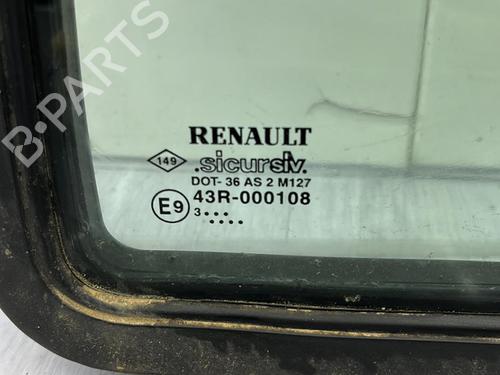 RENAULT
149
.sicursiv.
DOT- 36 AS 2 M127
E9 43R-000108
3.....
B-PARTS